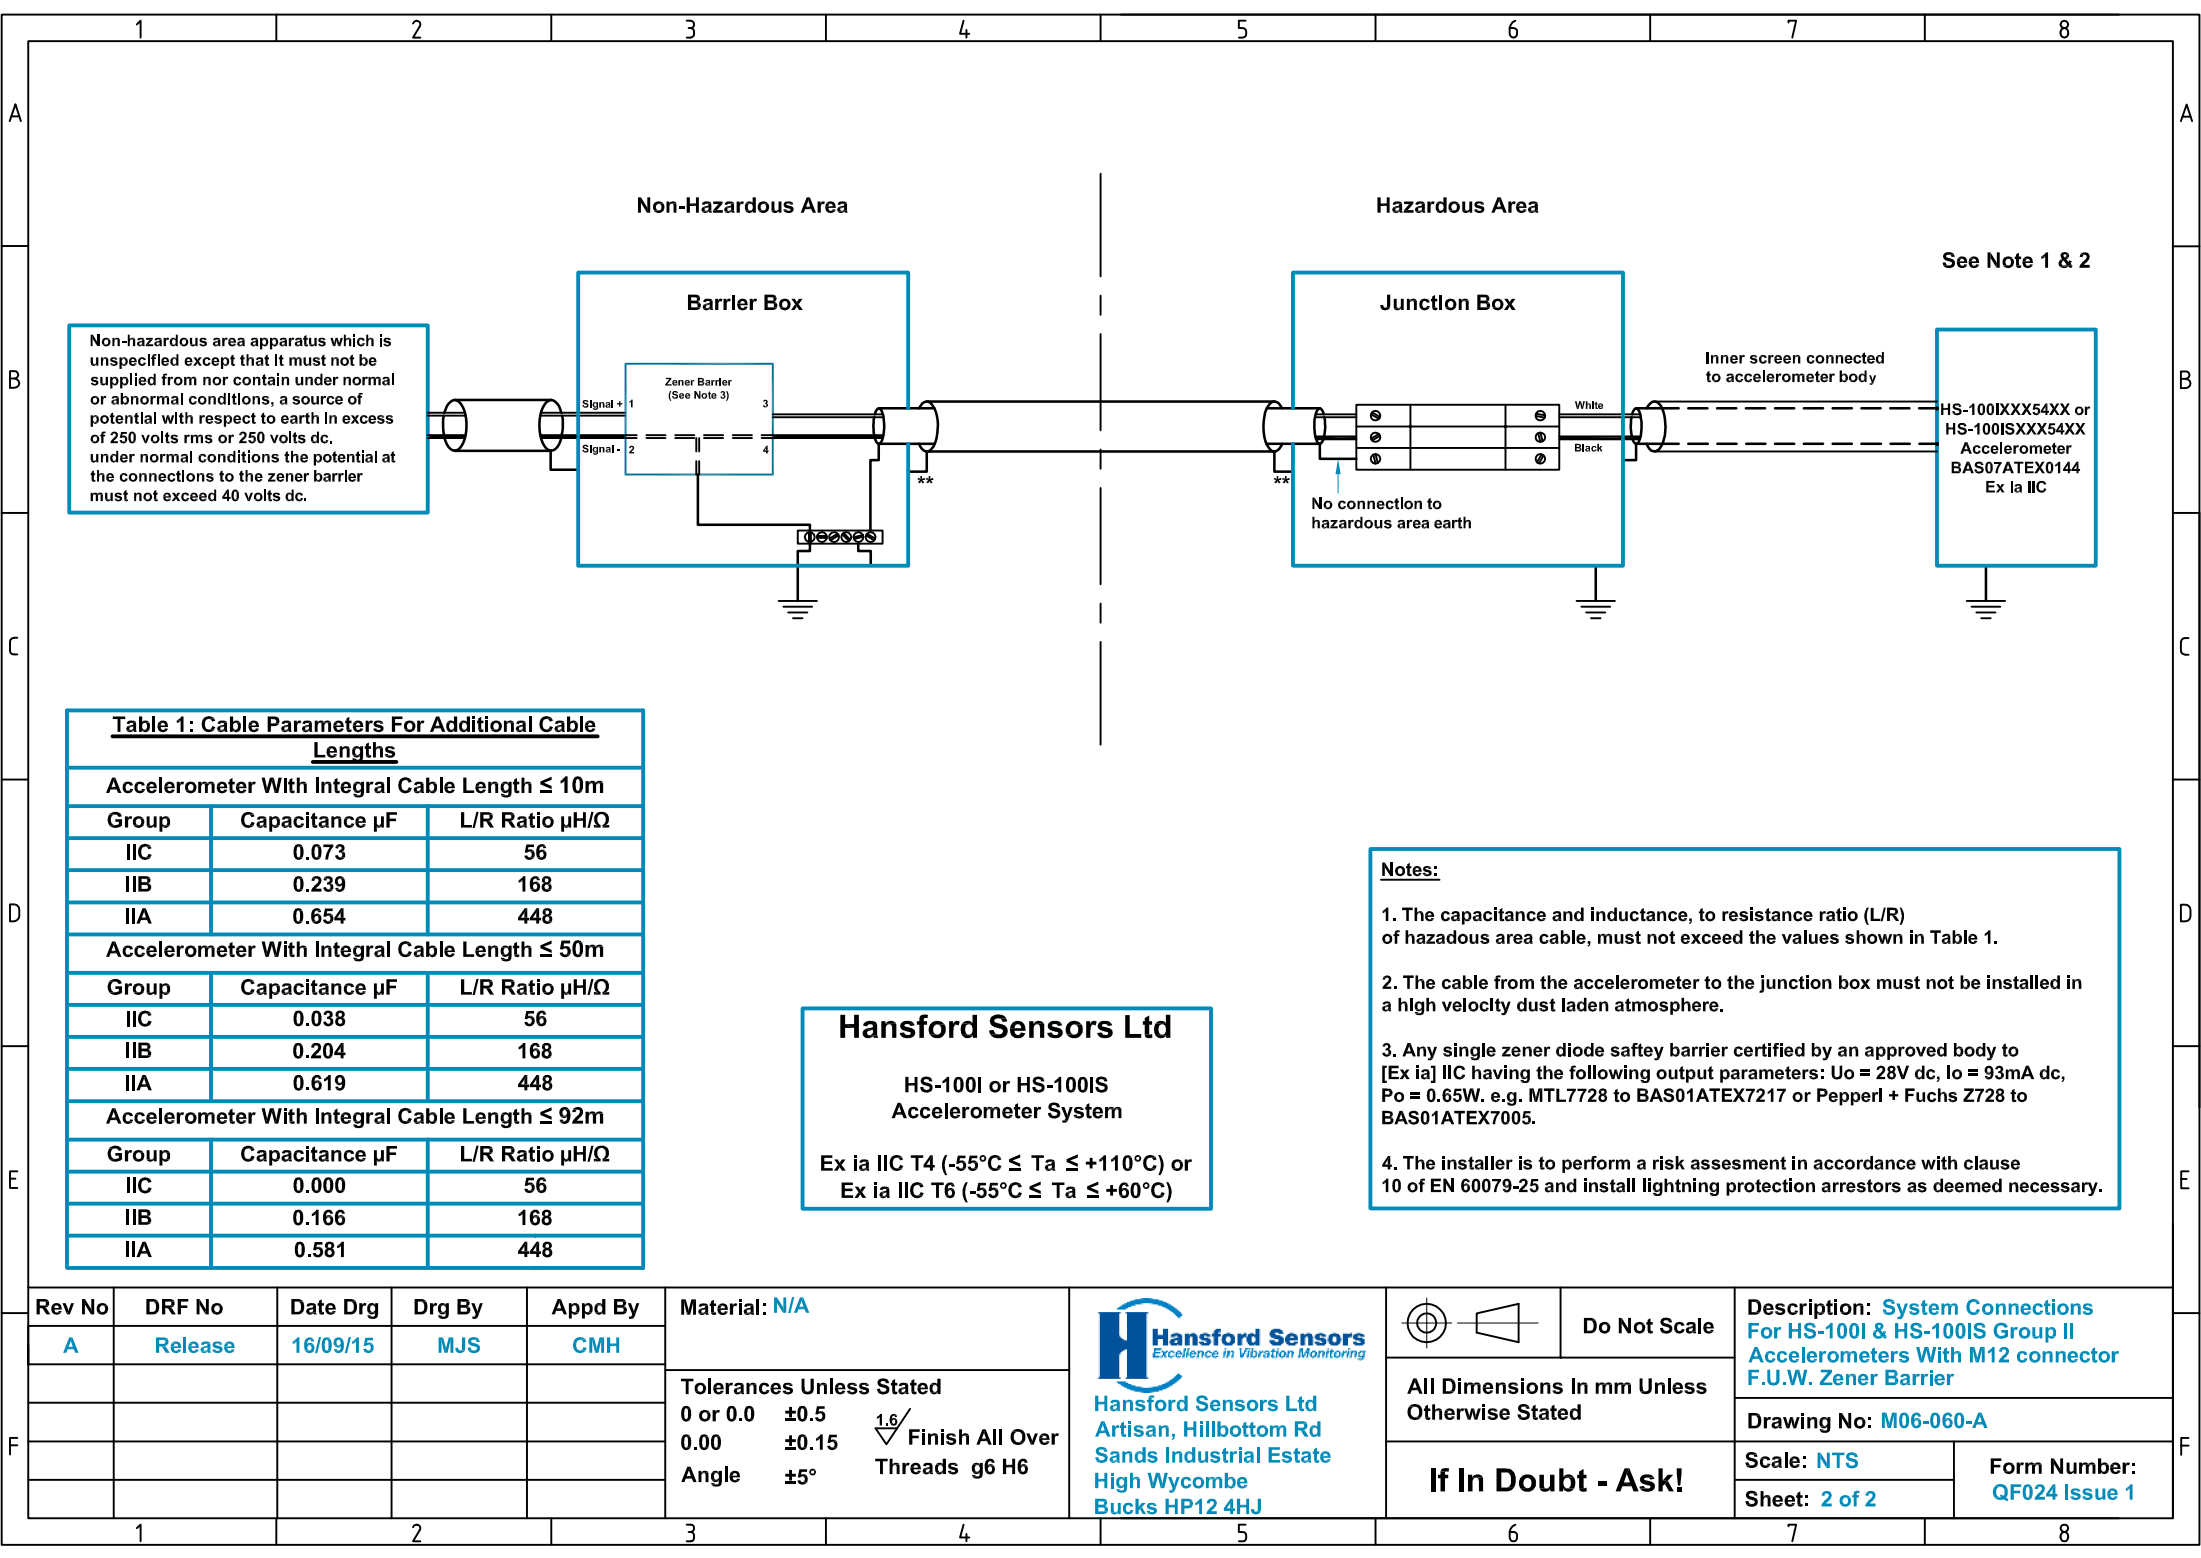 1 2 3 4 5 6 7 8
A A
B B
C C
D D
E E
F F
Non-Hazardous Area
Hazardous Area
See Note 1 & 2
Non-hazardous area apparatus which is
unspecified except that it must not be
supplied from nor contain under normal
or abnormal conditions, a source of
potential with respect to earth in excess
of 250 volts rms or 250 volts dc.
under normal conditions the potential at
the connections to the zener barrier
must not exceed 40 volts dc.
Barrier Box
Zener Barrier
(See Note 3)
Signal + 1
3
Signal - 2
4
**
**
Junction Box
No connection to
hazardous area earth
White
Black
Inner screen connected
to accelerometer body
HS-100IXXX54XX or
HS-100ISXXX54XX
Accelerometer
BAS07ATEX0144
Ex ia IIC
Table 1: Cable Parameters For Additional Cable
Lengths
Accelerometer With Integral Cable Length ≤ 10m
Group Capacitance µF L/R Ratio µH/Ω
IIC 0.073 56
IIB 0.239 168
IIA 0.654 448
Accelerometer With Integral Cable Length ≤ 50m
Group Capacitance µF L/R Ratio µH/Ω
IIC 0.038 56
IIB 0.204 168
IIA 0.619 448
Accelerometer With Integral Cable Length ≤ 92m
Group Capacitance µF L/R Ratio µH/Ω
IIC 0.000 56
IIB 0.166 168
IIA 0.581 448
Hansford Sensors Ltd
HS-100I or HS-100IS
Accelerometer System
Ex ia IIC T4 (-55°C ≤ Ta ≤ +110°C) or
Ex ia IIC T6 (-55°C ≤ Ta ≤ +60°C)
Notes:
1. The capacitance and inductance, to resistance ratio (L/R)
of hazadous area cable, must not exceed the values shown in Table 1.
2. The cable from the accelerometer to the junction box must not be installed in
a high velocity dust laden atmosphere.
3. Any single zener diode saftey barrier certified by an approved body to
[Ex ia] IIC having the following output parameters: Uo = 28V dc, Io = 93mA dc,
Po = 0.65W. e.g. MTL7728 to BAS01ATEX7217 or Pepperl + Fuchs Z728 to
BAS01ATEX7005.
4. The installer is to perform a risk assesment in accordance with clause
10 of EN 60079-25 and install lightning protection arrestors as deemed necessary.
Rev No DRF No Date Drg Drg By Appd By
A Release 16/09/15 MJS CMH
Material: N/A
Tolerances Unless Stated
0 or 0.0 ±0.5
0.00 ±0.15
Angle ±5°
1.6
Finish All Over
Threads g6 H6
Hansford Sensors
Excellence in Vibration Monitoring
Hansford Sensors Ltd
Artisan, Hillbottom Rd
Sands Industrial Estate
High Wycombe
Bucks HP12 4HJ
Do Not Scale
All Dimensions In mm Unless
Otherwise Stated
If In Doubt - Ask!
Description: System Connections
For HS-100I & HS-100IS Group II
Accelerometers With M12 connector
F.U.W. Zener Barrier
Drawing No: M06-060-A
Scale: NTS
Sheet: 2 of 2
Form Number:
QF024 Issue 1
1 2 3 4 5 6 7 8